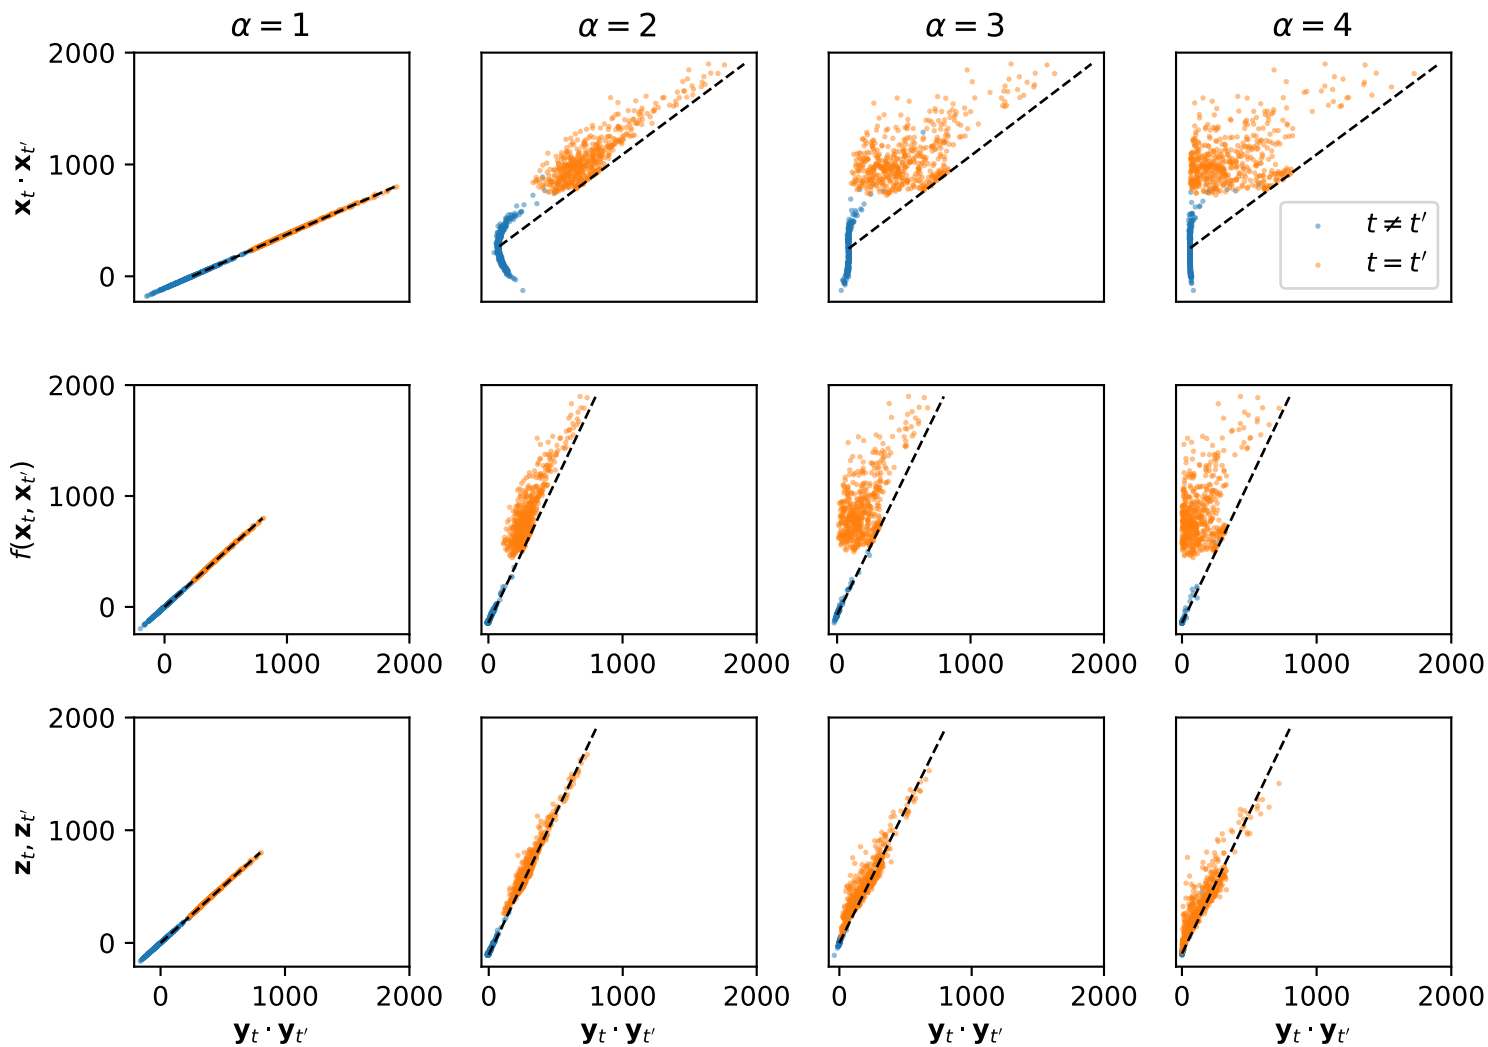 α = 1 α = 2 α = 3 α = 4
2000
1000
0
x_t · x_t'
t ≠ t'
t = t'
2000
1000
0
f(x_t, x_t')
0 1000 2000 0 1000 2000 0 1000 2000 0 1000 2000
2000
1000
0
z_t, z_t'
0 1000 2000 0 1000 2000 0 1000 2000 0 1000 2000
y_t · y_t' y_t · y_t' y_t · y_t' y_t · y_t'